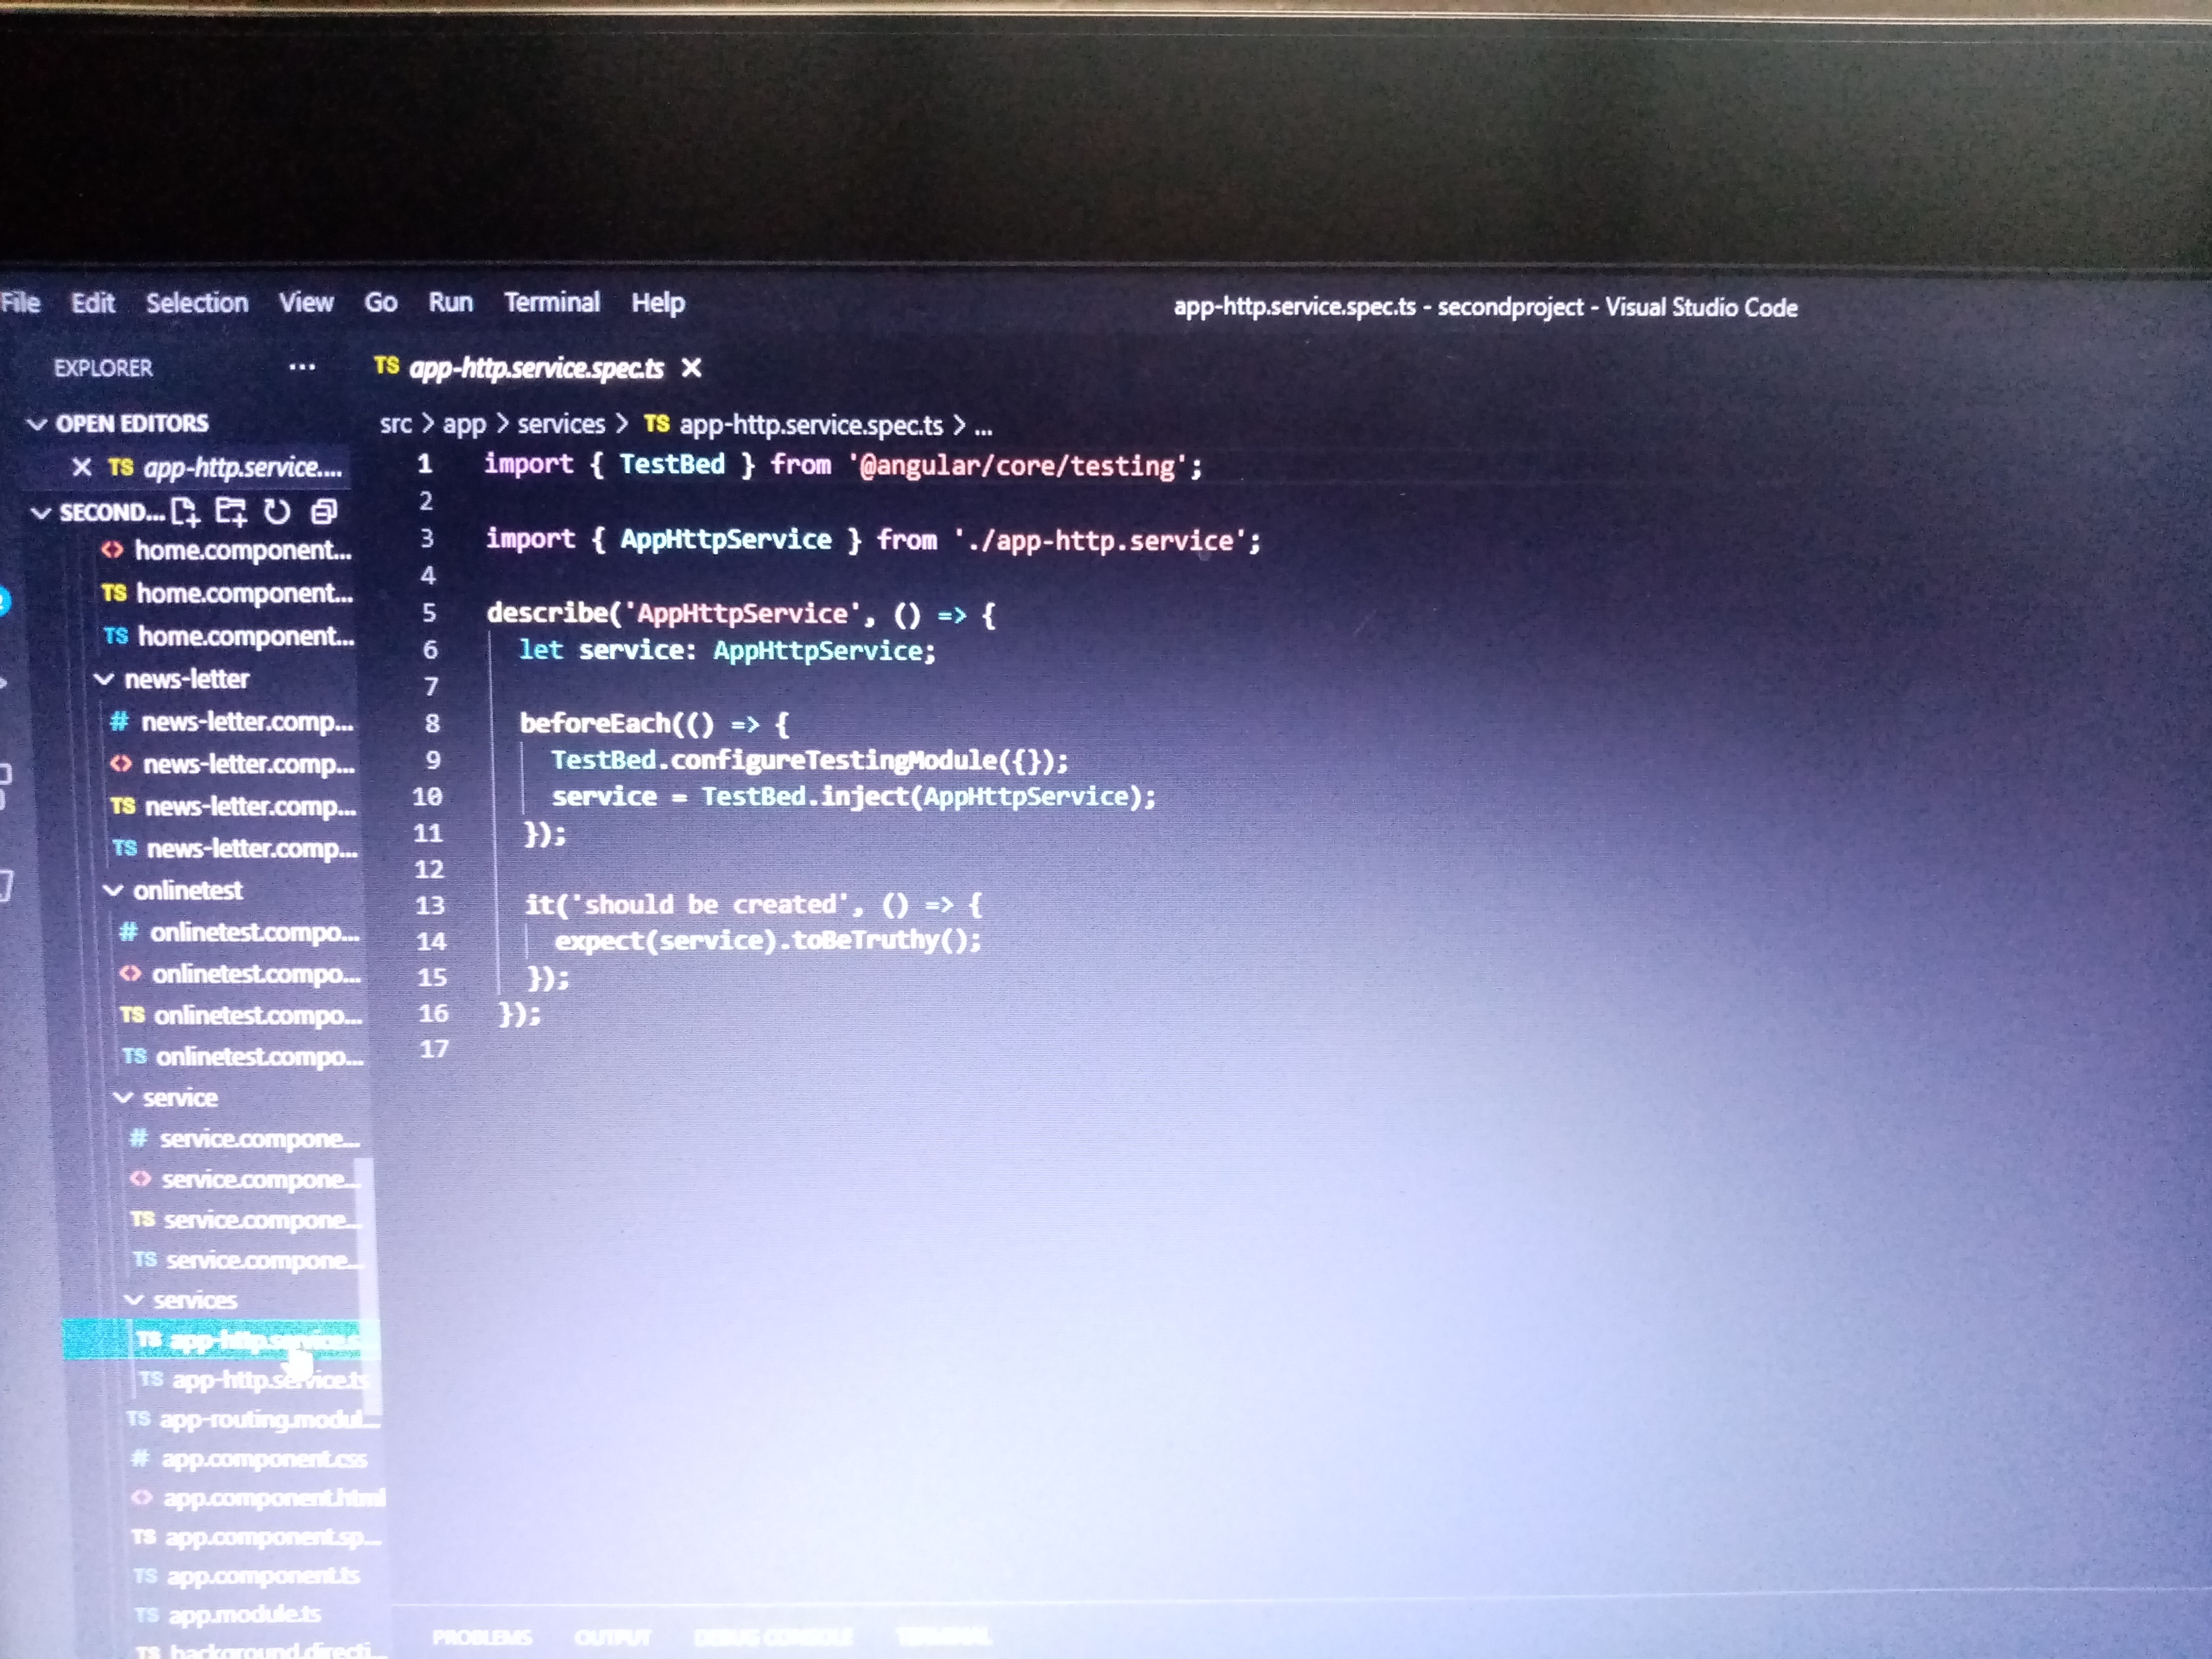 File Edit Selection View Go Run Terminal Help
app-http.service.spec.ts - secondproject - Visual Studio Code
EXPLORER ...
TS app-http.service.spec.ts
OPEN EDITORS
TS app-http.service....
SECOND...
home.component...
TS home.component...
TS home.component...
news-letter
# news-letter.comp...
news-letter.comp...
TS news-letter.comp...
TS news-letter.comp...
onlinetest
# onlinetest.compo...
onlinetest.compo...
TS onlinetest.compo...
TS onlinetest.compo...
service
# service.compone...
service.compone...
TS service.compone...
TS service.compone...
services
TS app-http.service.s
TS app-http.service.ts
TS app-routing.modul...
# app.component.css
app.component.html
TS app.component.sp...
TS app.component.ts
TS app.module.ts
TS background.directi...
src > app > services > TS app-http.service.spec.ts > ...
1 import { TestBed } from '@angular/core/testing';
2
3 import { AppHttpService } from './app-http.service';
4
5 describe('AppHttpService', () => {
6 let service: AppHttpService;
7
8 beforeEach(() => {
9 TestBed.configureTestingModule({});
10 service = TestBed.inject(AppHttpService);
11 });
12
13 it('should be created', () => {
14 expect(service).toBeTruthy();
15 });
16 });
17
PROBLEMS OUTPUT DEBUG CONSOLE TERMINAL